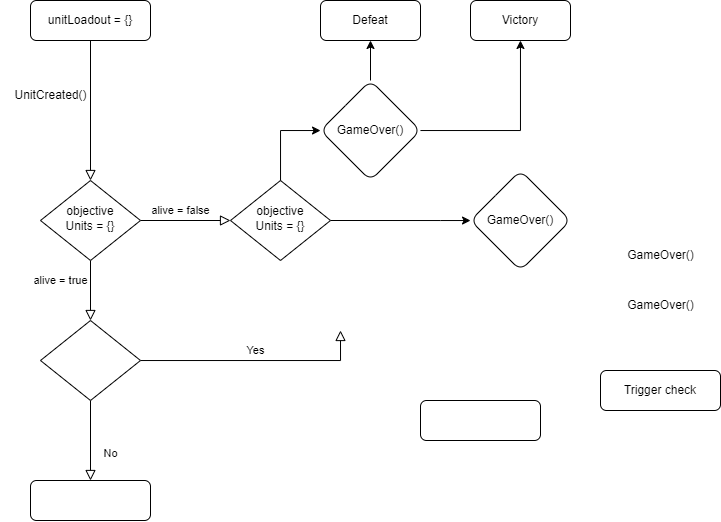 unitLoadout = {}
Defeat
Victory
UnitCreated()
GameOver()
objective
Units = {}
alive = false
objective
Units = {}
GameOver()
GameOver()
alive = true
GameOver()
Yes
Trigger check
No